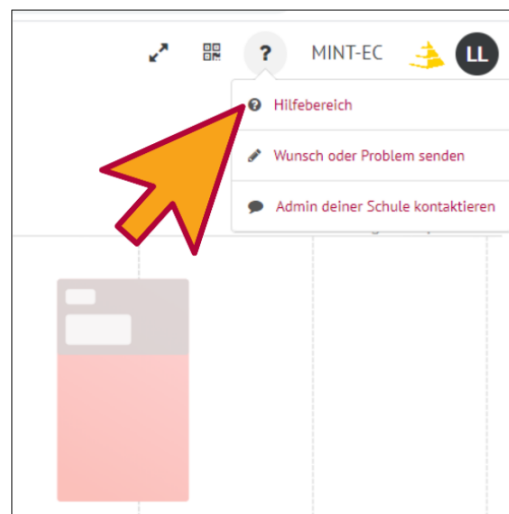 ? MINT-EC LL
Hilfebereich
Wunsch oder Problem senden
Admin deiner Schule kontaktieren